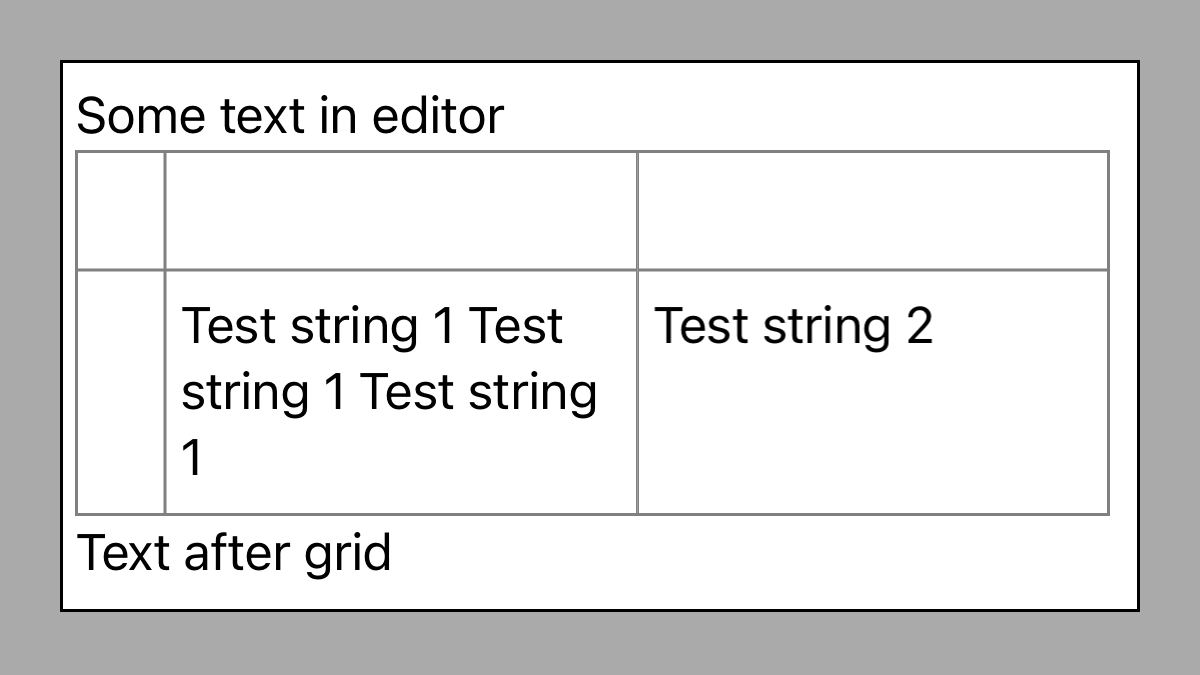 Some text in editor
Test string 1 Test
string 1 Test string
1
Test string 2
Text after grid